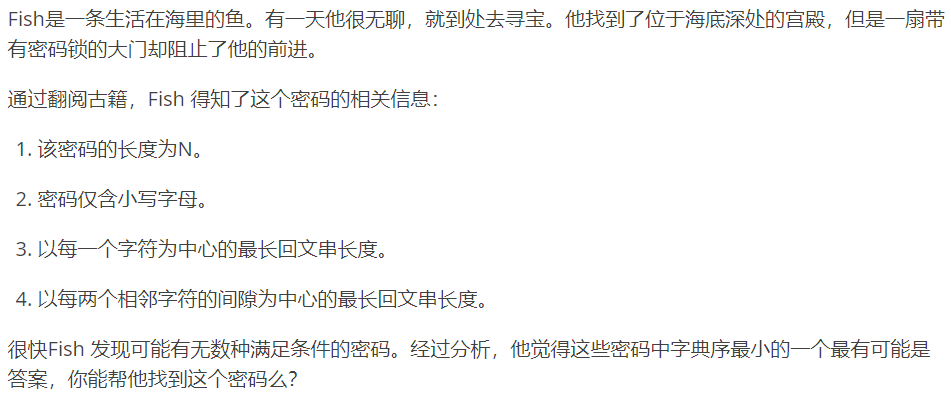 Fish是一条生活在海里的鱼。有一天他很无聊，就到处去寻宝。他找到了位于海底深处的宫殿，但是一扇带
有密码锁的大门却阻止了他的前进。
通过翻阅古籍，Fish 得知了这个密码的相关信息：
1. 该密码的长度为N。
2. 密码仅含小写字母。
3. 以每一个字符为中心的最长回文串长度。
4. 以每两个相邻字符的间隙为中心的最长回文串长度。
很快Fish 发现可能有无数种满足条件的密码。经过分析，他觉得这些密码中字典序最小的一个最有可能是
答案，你能帮他找到这个密码么？